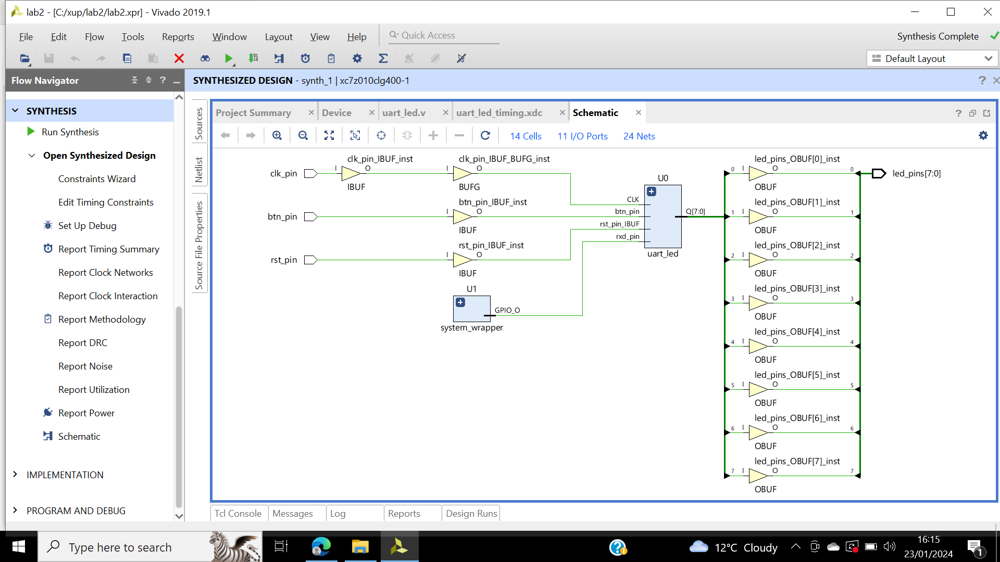 lab2 - [C:/xup/lab2/lab2.xpr] - Vivado 2019.1
File Edit Flow Tools Reports Window Layout View Help Quick Access
Synthesis Complete
Default Layout
Flow Navigator
SYNTHESIZED DESIGN - synth_1 | xc7z010clg400-1
SYNTHESIS
Run Synthesis
Open Synthesized Design
Constraints Wizard
Edit Timing Constraints
Set Up Debug
Report Timing Summary
Report Clock Networks
Report Clock Interaction
Report Methodology
Report DRC
Report Noise
Report Utilization
Report Power
Schematic
IMPLEMENTATION
PROGRAM AND DEBUG
Sources
Netlist
Source File Properties
Project Summary Device uart_led.v uart_led_timing.xdc Schematic
14 Cells 11 I/O Ports 24 Nets
clk_pin
clk_pin_IBUF_inst
I O
IBUF
clk_pin_IBUF_BUFG_inst
I O
BUFG
btn_pin
btn_pin_IBUF_inst
I O
IBUF
rst_pin
rst_pin_IBUF_inst
I O
IBUF
U1
GPIO_O
system_wrapper
U0
CLK
btn_pin
rst_pin_IBUF
rxd_pin
Q[7:0]
uart_led
led_pins_OBUF[0]_inst
0 I O 0
OBUF
led_pins_OBUF[1]_inst
1 I O 1
OBUF
led_pins_OBUF[2]_inst
2 I O 2
OBUF
led_pins_OBUF[3]_inst
3 I O 3
OBUF
led_pins_OBUF[4]_inst
4 I O 4
OBUF
led_pins_OBUF[5]_inst
5 I O 5
OBUF
led_pins_OBUF[6]_inst
6 I O 6
OBUF
led_pins_OBUF[7]_inst
7 I O 7
OBUF
led_pins[7:0]
Tcl Console Messages Log Reports Design Runs
Type here to search
12°C Cloudy
16:15
23/01/2024
1